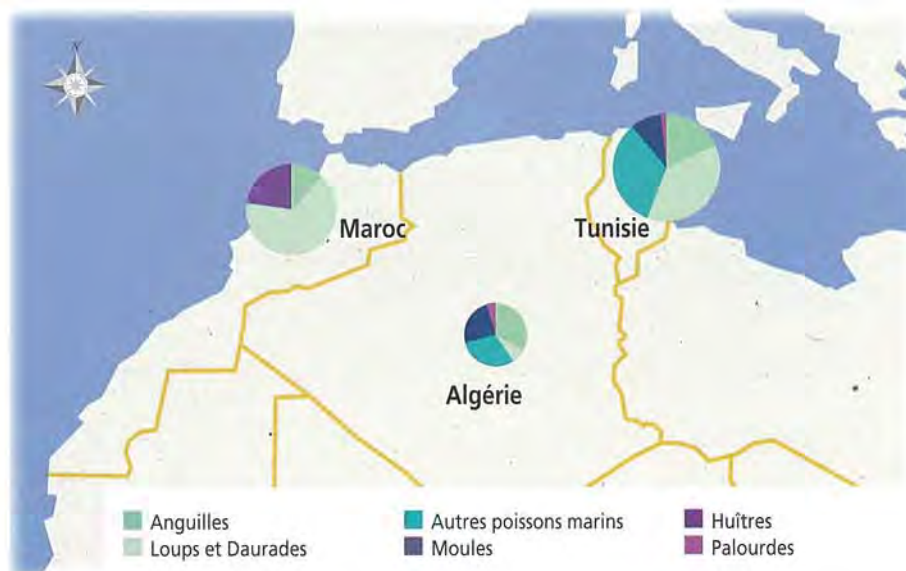 Maroc
Tunisie
Algérie
Anguilles
Autres poissons marins
Huîtres
Loups et Daurades
Moules
Palourdes